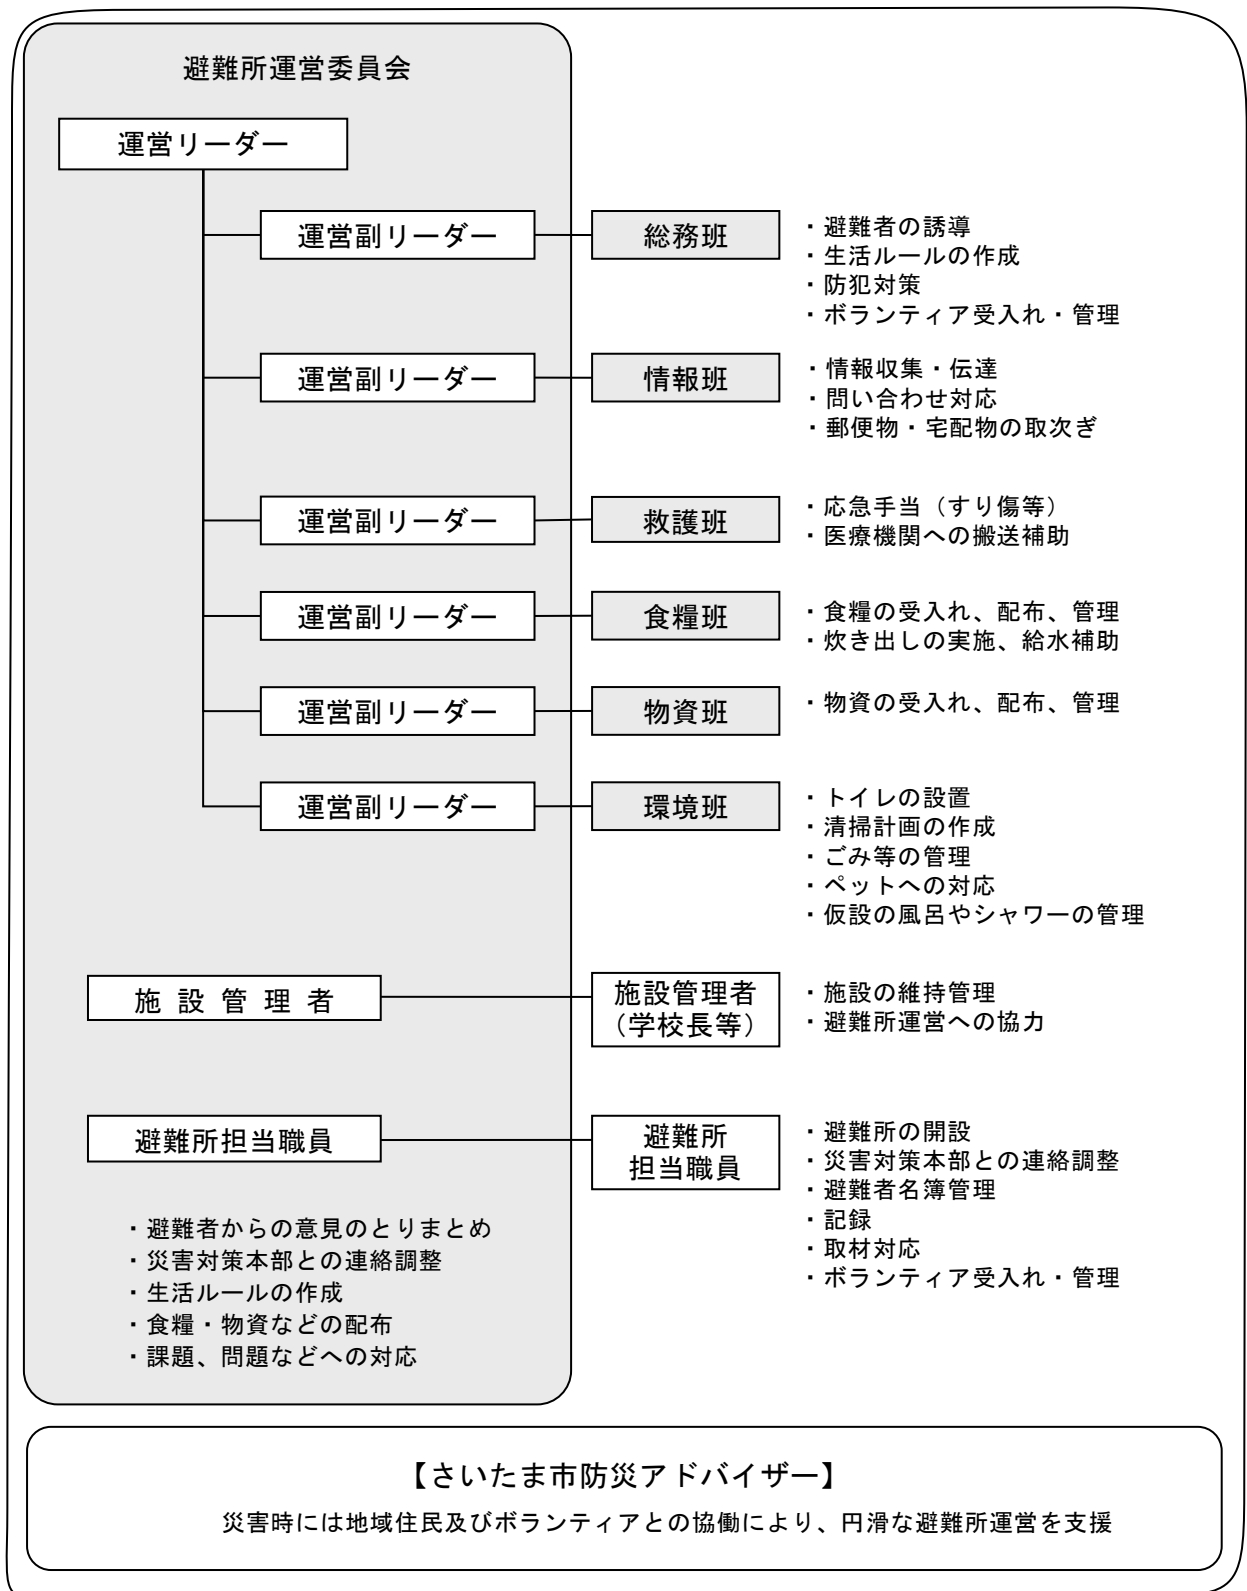 避難所運営委員会
運営リーダー
運営副リーダー
総務班
・避難者の誘導
・生活ルールの作成
・防犯対策
・ボランティア受入れ・管理
運営副リーダー
情報班
・情報収集・伝達
・問い合わせ対応
・郵便物・宅配物の取次ぎ
運営副リーダー
救護班
・応急手当（すり傷等）
・医療機関への搬送補助
運営副リーダー
食糧班
・食糧の受入れ、配布、管理
・炊き出しの実施、給水補助
運営副リーダー
物資班
・物資の受入れ、配布、管理
運営副リーダー
環境班
・トイレの設置
・清掃計画の作成
・ごみ等の管理
・ペットへの対応
・仮設の風呂やシャワーの管理
施 設 管 理 者
施設管理者
（学校長等）
・施設の維持管理
・避難所運営への協力
避難所担当職員
避難所
担当職員
・避難所の開設
・災害対策本部との連絡調整
・避難者名簿管理
・記録
・取材対応
・ボランティア受入れ・管理
・避難者からの意見のとりまとめ
・災害対策本部との連絡調整
・生活ルールの作成
・食糧・物資などの配布
・課題、問題などへの対応
【さいたま市防災アドバイザー】
災害時には地域住民及びボランティアとの協働により、円滑な避難所運営を支援